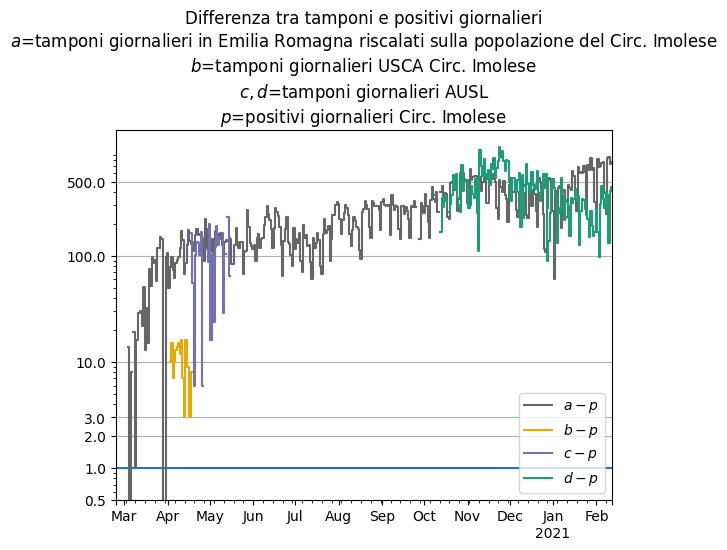 Differenza tra tamponi e positivi giornalieri
a=tamponi giornalieri in Emilia Romagna riscalati sulla popolazione del Circ. Imolese
b=tamponi giornalieri USCA Circ. Imolese
c, d=tamponi giornalieri AUSL
p=positivi giornalieri Circ. Imolese
500.0
100.0
10.0
3.0
2.0
1.0
0.5
a − p
b − p
c − p
d − p
Mar Apr May Jun Jul Aug Sep Oct Nov Dec Jan Feb
2021